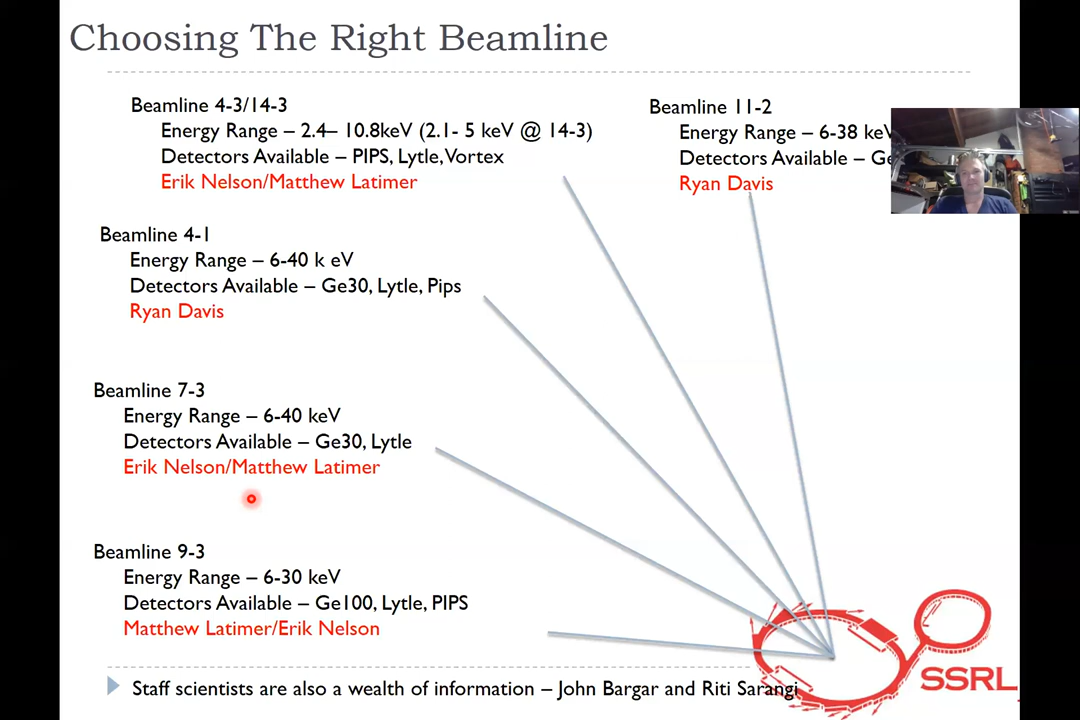 Choosing The Right Beamline
Beamline 4-3/14-3
Energy Range – 2.4– 10.8keV (2.1- 5 keV @ 14-3)
Detectors Available – PIPS, Lytle, Vortex
Erik Nelson/Matthew Latimer
Beamline 11-2
Energy Range – 6-38 keV
Detectors Available – Ge
Ryan Davis
Beamline 4-1
Energy Range – 6-40 k eV
Detectors Available – Ge30, Lytle, Pips
Ryan Davis
Beamline 7-3
Energy Range – 6-40 keV
Detectors Available – Ge30, Lytle
Erik Nelson/Matthew Latimer
Beamline 9-3
Energy Range – 6-30 keV
Detectors Available – Ge100, Lytle, PIPS
Matthew Latimer/Erik Nelson
SSRL
Staff scientists are also a wealth of information – John Bargar and Riti Sarangi